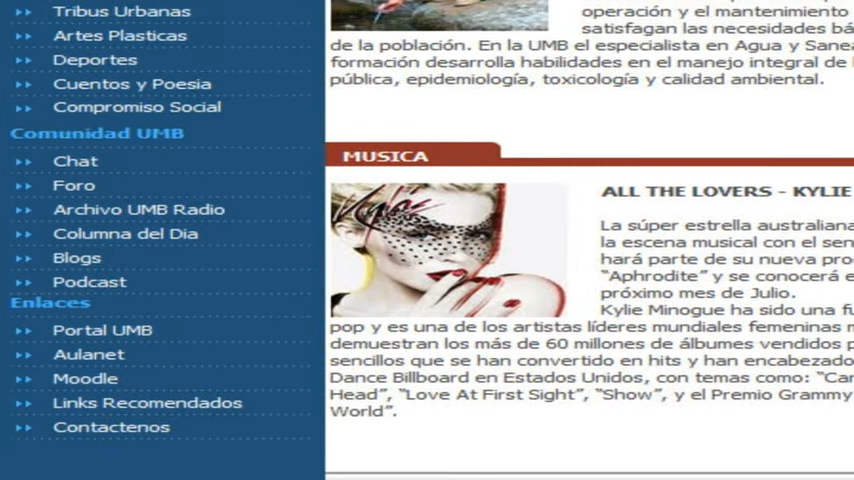 Tribus Urbanas
Artes Plasticas
Deportes
Cuentos y Poesia
Compromiso Social
Comunidad UMB
Chat
Foro
Archivo UMB Radio
Columna del Dia
Blogs
Podcast
Enlaces
Portal UMB
Aulanet
Moodle
Links Recomendados
Contactenos
operación y el mantenimiento
satisfagan las necesidades bá
de la población. En la UMB el especialista en Agua y Sanea
formación desarrolla habilidades en el manejo integral de
pública, epidemiología, toxicología y calidad ambiental.
MUSICA
Kylie
ALL THE LOVERS - KYLIE
La súper estrella australiana
la escena musical con el sen
hará parte de su nueva pro
“Aphrodite” y se conocerá e
próximo mes de Julio.
Kylie Minogue ha sido una fu
pop y es una de los artistas líderes mundiales femeninas m
demuestran los más de 60 millones de álbumes vendidos p
sencillos que se han convertido en hits y han encabezado
Dance Billboard en Estados Unidos, con temas como: “Can
Head”, “Love At First Sight”, “Show”, y el Premio Grammy
World”.